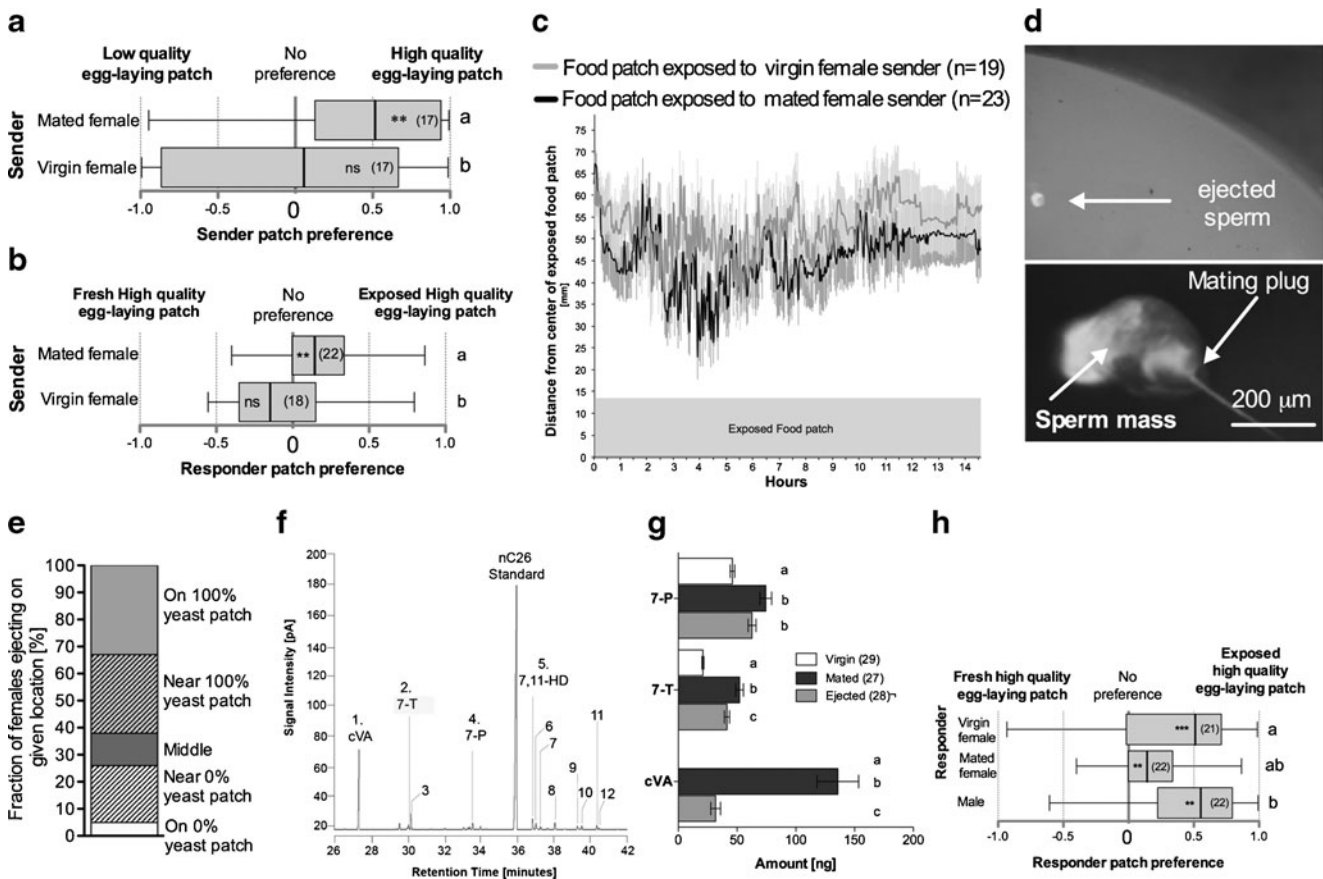 a
Low quality
egg-laying patch
No
preference
High quality
egg-laying patch
Sender
Mated female
** (17)
a
Virgin female
ns (17)
b
-1.0
-0.5
0
0.5
1.0
Sender patch preference
b
Fresh High quality
egg-laying patch
No
preference
Exposed High quality
egg-laying patch
Sender
Mated female
** (22)
a
Virgin female
ns (18)
b
-1.0
-0.5
0
0.5
1.0
Responder patch preference
c
Food patch exposed to virgin female sender (n=19)
Food patch exposed to mated female sender (n=23)
Distance from center of exposed food patch
[mm]
75
70
65
60
55
50
45
40
35
30
25
20
15
10
5
0
Exposed Food patch
0 1 2 3 4 5 6 7 8 9 10 11 12 13 14
Hours
d
ejected
sperm
Mating plug
Sperm mass
200 µm
e
Fraction of females ejecting on
given location [%]
100
90
80
70
60
50
40
30
20
10
0
On 100%
yeast patch
Near 100%
yeast patch
Middle
Near 0%
yeast patch
On 0%
yeast patch
f
Signal Intensity [pA]
200
180
160
140
120
100
80
60
40
20
nC26
Standard
1.
cVA
2.
7-T
3
4.
7-P
5.
7,11-HD
6
7
8
9
10
11
12
26 28 30 32 34 36 38 40 42
Retention Time [minutes]
g
7-P
a
b
b
7-T
a
b
c
cVA
a
b
c
Virgin (29)
Mated (27)
Ejected (28)¬
0 50 100 150 200
Amount [ng]
h
Fresh high quality
egg-laying patch
No
preference
Exposed
high quality
egg-laying patch
Responder
Virgin
female
*** (21)
a
Mated
female
** (22)
ab
Male
** (22)
b
-1.0
-0.5
0
0.5
1
Responder patch preference